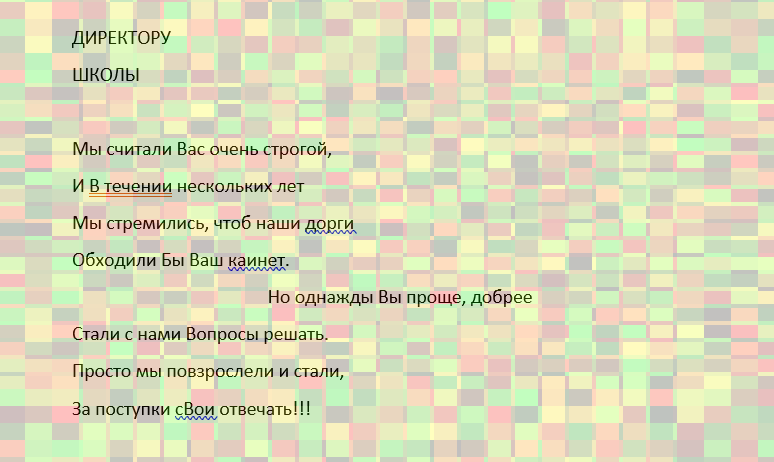 ДИРЕКТОРУ
ШКОЛЫ
Мы считали Вас очень строгой,
И В течении нескольких лет
Мы стремились, чтоб наши дорги
Обходили Бы Ваш каинет.
Но однажды Вы проще, добрее
Стали с нами Вопросы решать.
Просто мы повзрослели и стали,
За поступки сВои отвечать!!!